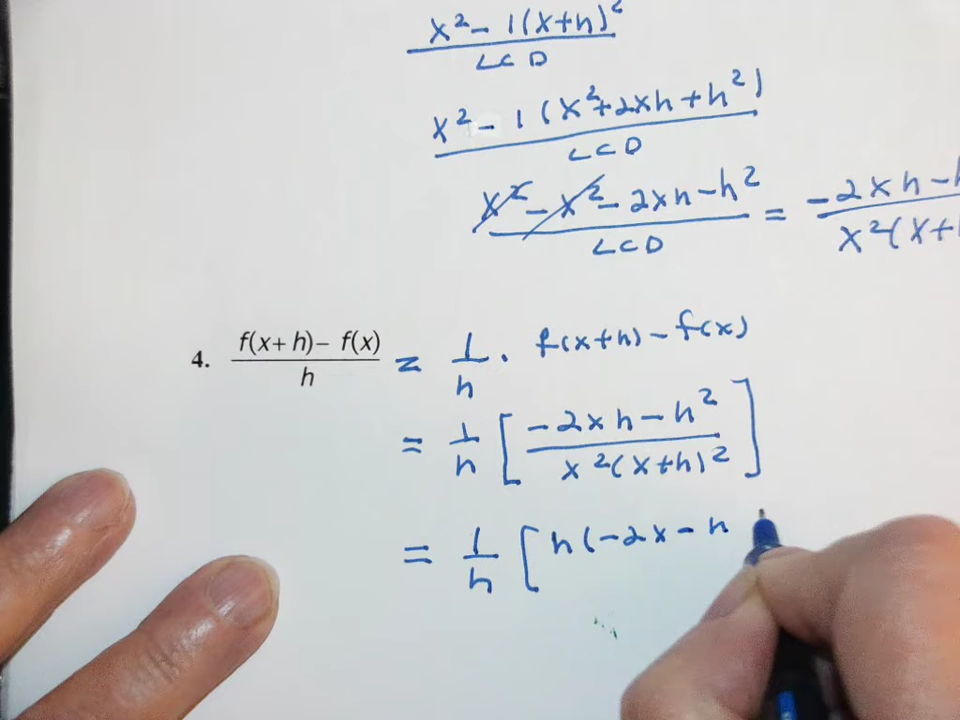 x² - 1(x+h)²
LCD
x² - 1(x²+2xh+h²)
LCD
x² - x² - 2xh - h² = -2xh -
LCD x²(x+
4. f(x+h) - f(x) = 1 · f(x+h) - f(x)
h h
= 1 [ -2xh - h² ]
h x²(x+h)²
= 1 [ h(-2x - h
h